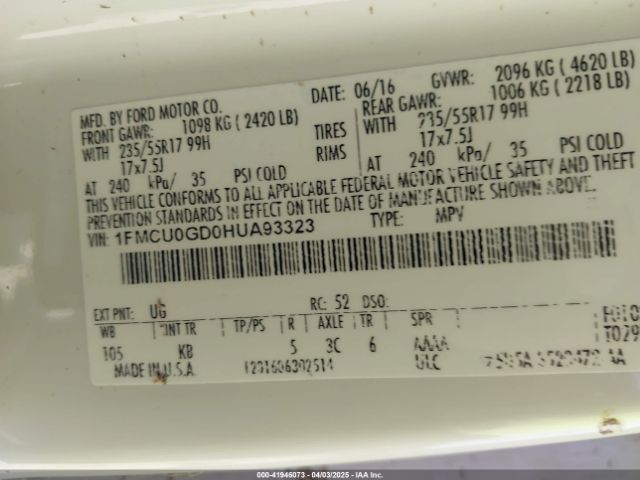 MFD. BY FORD MOTOR CO.
DATE: 06/16 GVWR: 2096 KG ( 4620 LB)
FRONT GAWR: 1098 KG ( 2420 LB)
REAR GAWR: 1006 KG ( 2218 LB)
WITH 235/55R17 99H TIRES WITH 235/55R17 99H
17x7.5J RIMS 17x7.5J
AT 240 kPa/ 35 PSI COLD AT 240 kPa/ 35 PSI COLD
THIS VEHICLE CONFORMS TO ALL APPLICABLE FEDERAL MOTOR VEHICLE SAFETY AND THEFT
PREVENTION STANDARDS IN EFFECT ON THE DATE OF MANUFACTURE SHOWN ABOVE.
VIN: 1FMCU0GD0HUA93323 TYPE: MPV
EXT PNT: UG RC: 52 DSO:
WB INT TR TP/PS R AXLE TR SPR
105 KB 5 3C 6 AAAA
MADE IN U.S.A. ULC
000-41946073 - 04/03/2025 - IAA Inc.